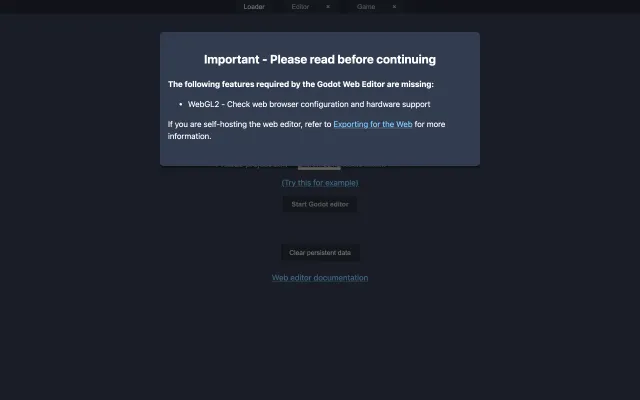 Loader Editor × Game ×
Important - Please read before continuing
The following features required by the Godot Web Editor are missing:
• WebGL2 - Check web browser configuration and hardware support
If you are self-hosting the web editor, refer to Exporting for the Web for more
information.
(Try this for example)
Start Godot editor
Clear persistent data
Web editor documentation